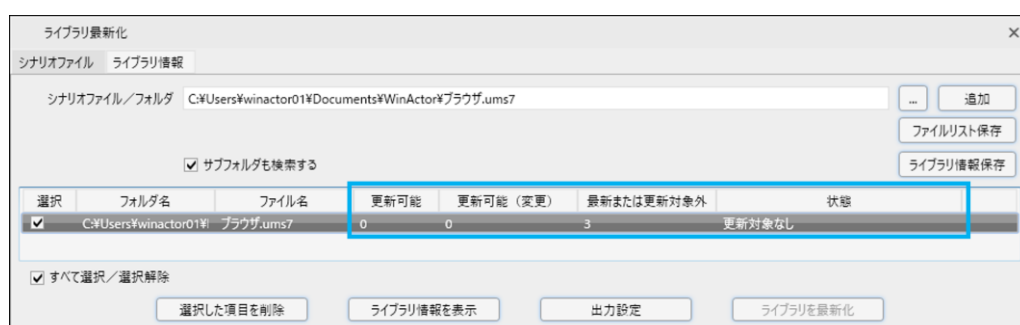 ライブラリ最新化
シナリオファイル ライブラリ情報
シナリオファイル／フォルダ C:¥Users¥winactor01¥Documents¥WinActor¥ブラウザ.ums7 ... 追加
ファイルリスト保存
サブフォルダも検索する ライブラリ情報保存
選択 フォルダ名 ファイル名 更新可能 更新可能（変更） 最新または更新対象外 状態
C:¥Users¥winactor01¥ ブラウザ.ums7 0 0 3 更新対象なし
すべて選択／選択解除
選択した項目を削除 ライブラリ情報を表示 出力設定 ライブラリを最新化